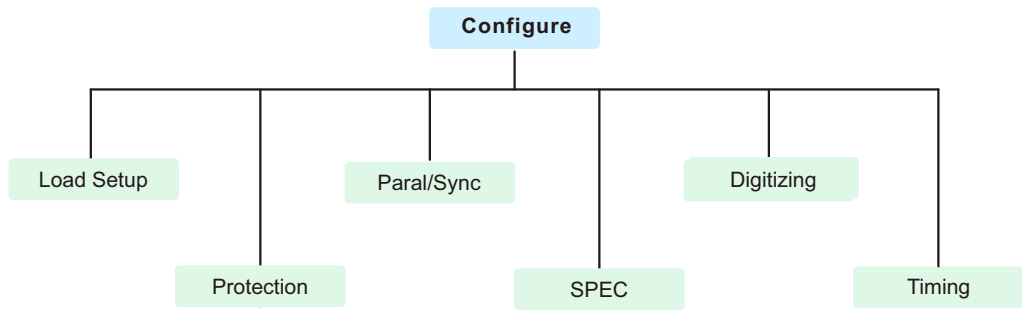 Configure
Load Setup
Paral/Sync
Digitizing
Protection
SPEC
Timing